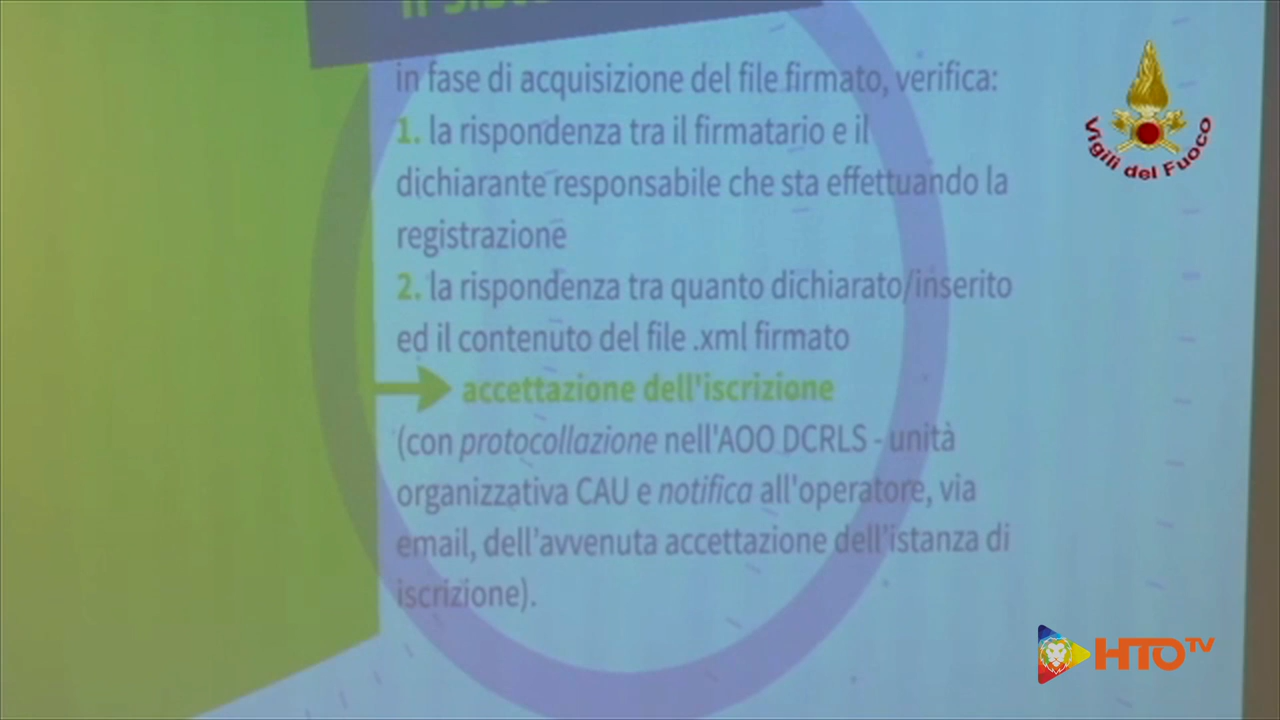 in fase di acquisizione del file firmato, verifica:
1. la rispondenza tra il firmatario e il
dichiarante responsabile che sta effettuando la
registrazione
2. la rispondenza tra quanto dichiarato/inserito
ed il contenuto del file .xml firmato
accettazione dell'iscrizione
(con protocollazione nell'AOO DCRLS - unità
organizzativa CAU e notifica all'operatore, via
email, dell'avvenuta accettazione dell'istanza di
iscrizione).
Vigili del Fuoco
HTO TV